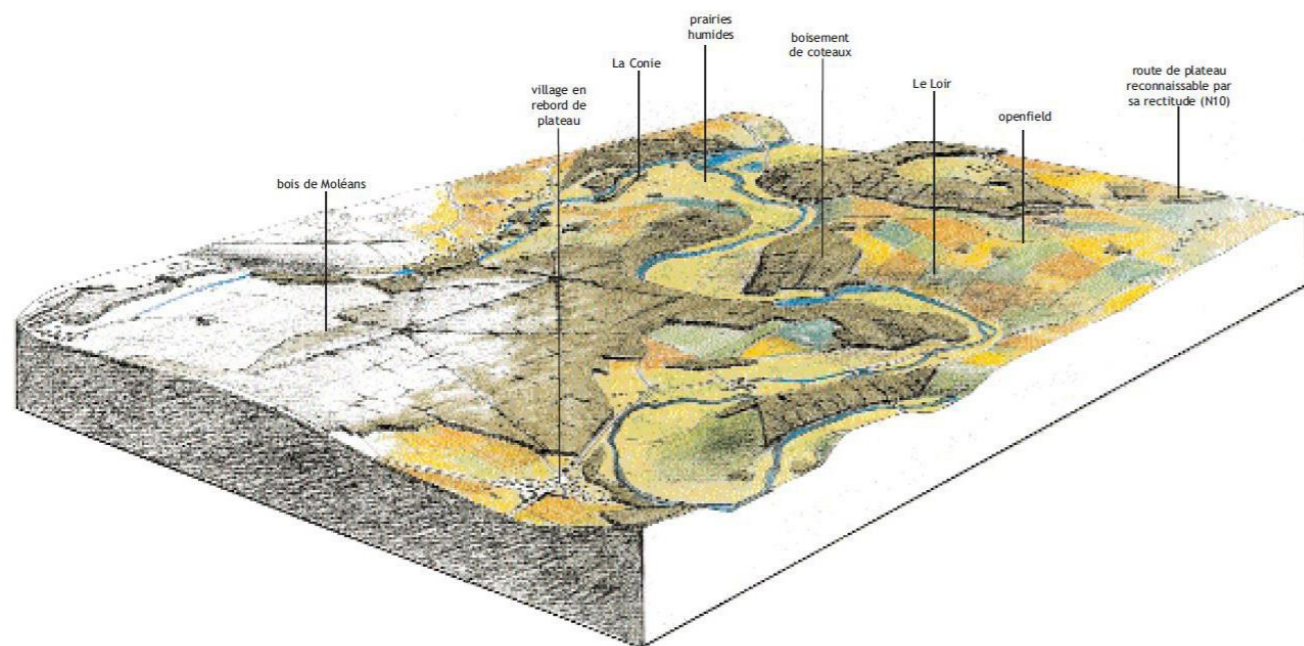 prairies
humides
boisement
de coteaux
La Conie
village en
rebord de
plateau
Le Loir
route de plateau
reconnaissable par
sa rectitude (N10)
openfield
bois de Moléans